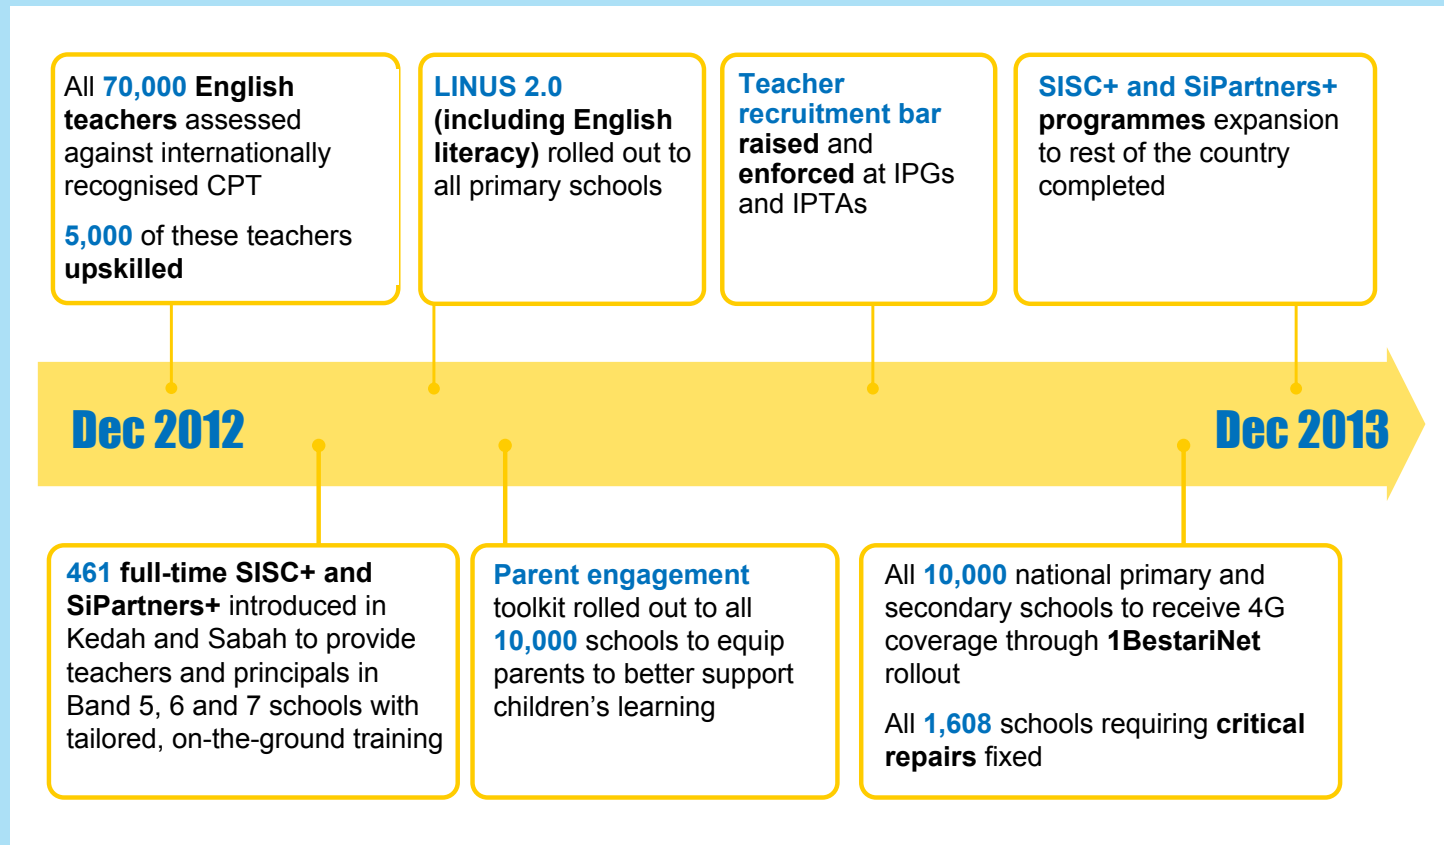 All 70,000 English
teachers assessed
against internationally
recognised CPT
5,000 of these teachers
upskilled
LINUS 2.0
(including English
literacy) rolled out to
all primary schools
Teacher
recruitment bar
raised and
enforced at IPGs
and IPTAs
SISC+ and SiPartners+
programmes expansion
to rest of the country
completed
Dec 2012
Dec 2013
461 full-time SISC+ and
SiPartners+ introduced in
Kedah and Sabah to provide
teachers and principals in
Band 5, 6 and 7 schools with
tailored, on-the-ground training
Parent engagement
toolkit rolled out to all
10,000 schools to equip
parents to better support
children’s learning
All 10,000 national primary and
secondary schools to receive 4G
coverage through 1BestariNet
rollout
All 1,608 schools requiring critical
repairs fixed